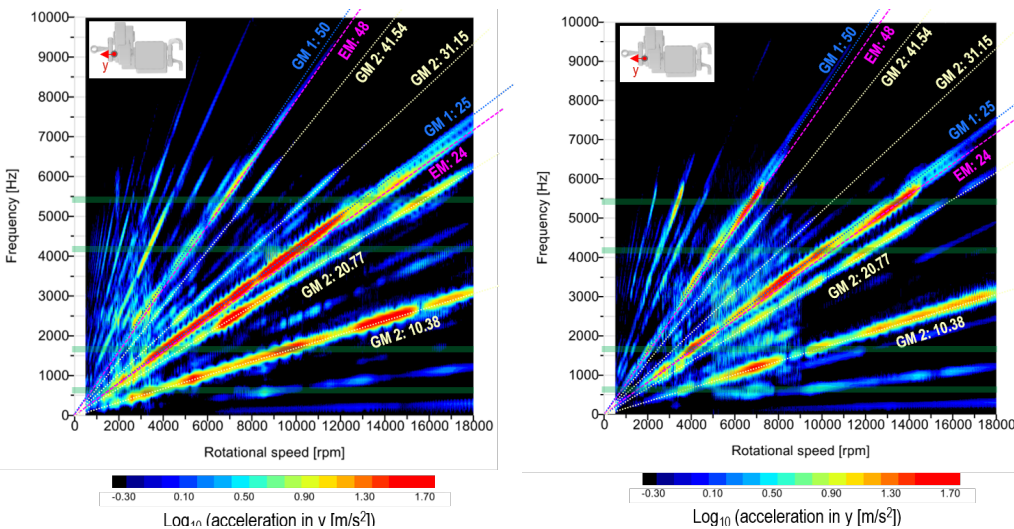 10000
9000
8000
7000
6000
5000
4000
3000
2000
1000
0
Frequency [Hz]
y
GM 1: 50
EM: 48
GM 2: 41.54
GM 2: 31.15
GM 1: 25
EM: 24
GM 2: 20.77
GM 2: 10.38
0 2000 4000 6000 8000 10000 12000 14000 16000 18000
Rotational speed [rpm]
-0.30 0.10 0.50 0.90 1.30 1.70
Log10 (acceleration in y [m/s²])
10000
9000
8000
7000
6000
5000
4000
3000
2000
1000
0
Frequency [Hz]
y
GM 1: 50
EM: 48
GM 2: 41.54
GM 2: 31.15
GM 1: 25
EM: 24
GM 2: 20.77
GM 2: 10.38
0 2000 4000 6000 8000 10000 12000 14000 16000 18000
Rotational speed [rpm]
-0.30 0.10 0.50 0.90 1.30 1.70
Log10 (acceleration in y [m/s²])